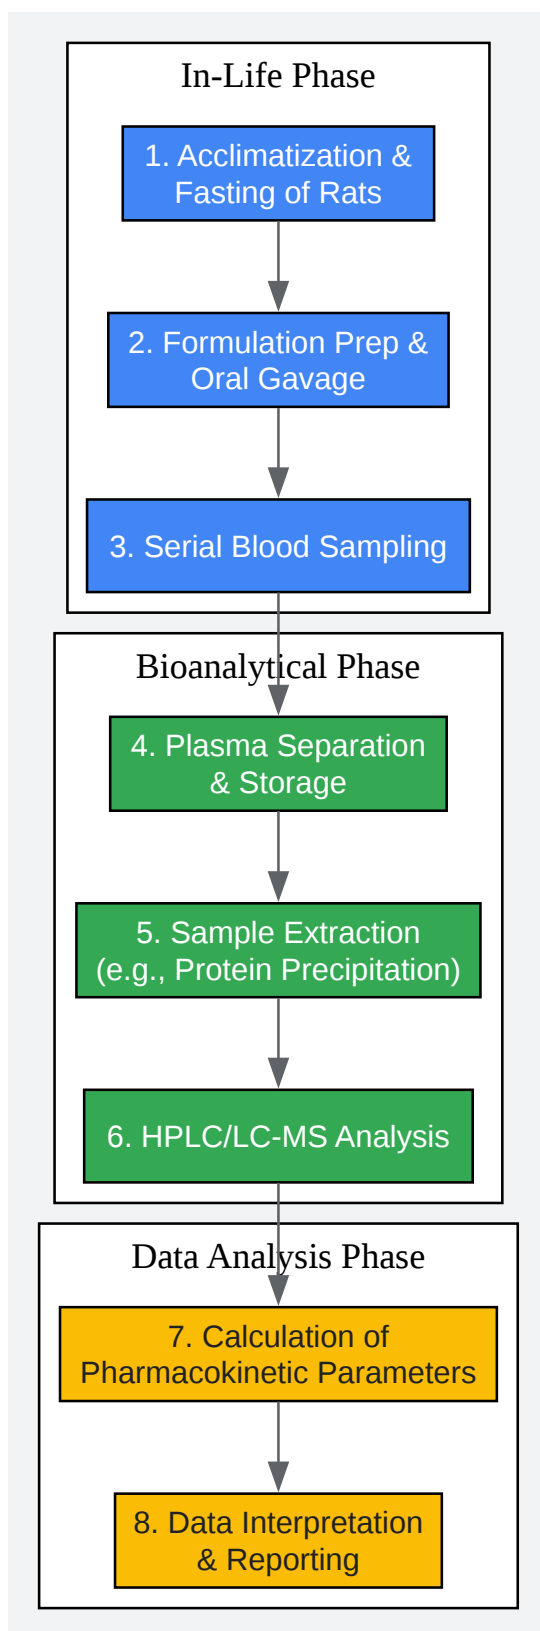 In-Life Phase
1. Acclimatization &
Fasting of Rats
2. Formulation Prep &
Oral Gavage
3. Serial Blood Sampling
Bioanalytical Phase
4. Plasma Separation
& Storage
5. Sample Extraction
(e.g., Protein Precipitation)
6. HPLC/LC-MS Analysis
Data Analysis Phase
7. Calculation of
Pharmacokinetic Parameters
8. Data Interpretation
& Reporting